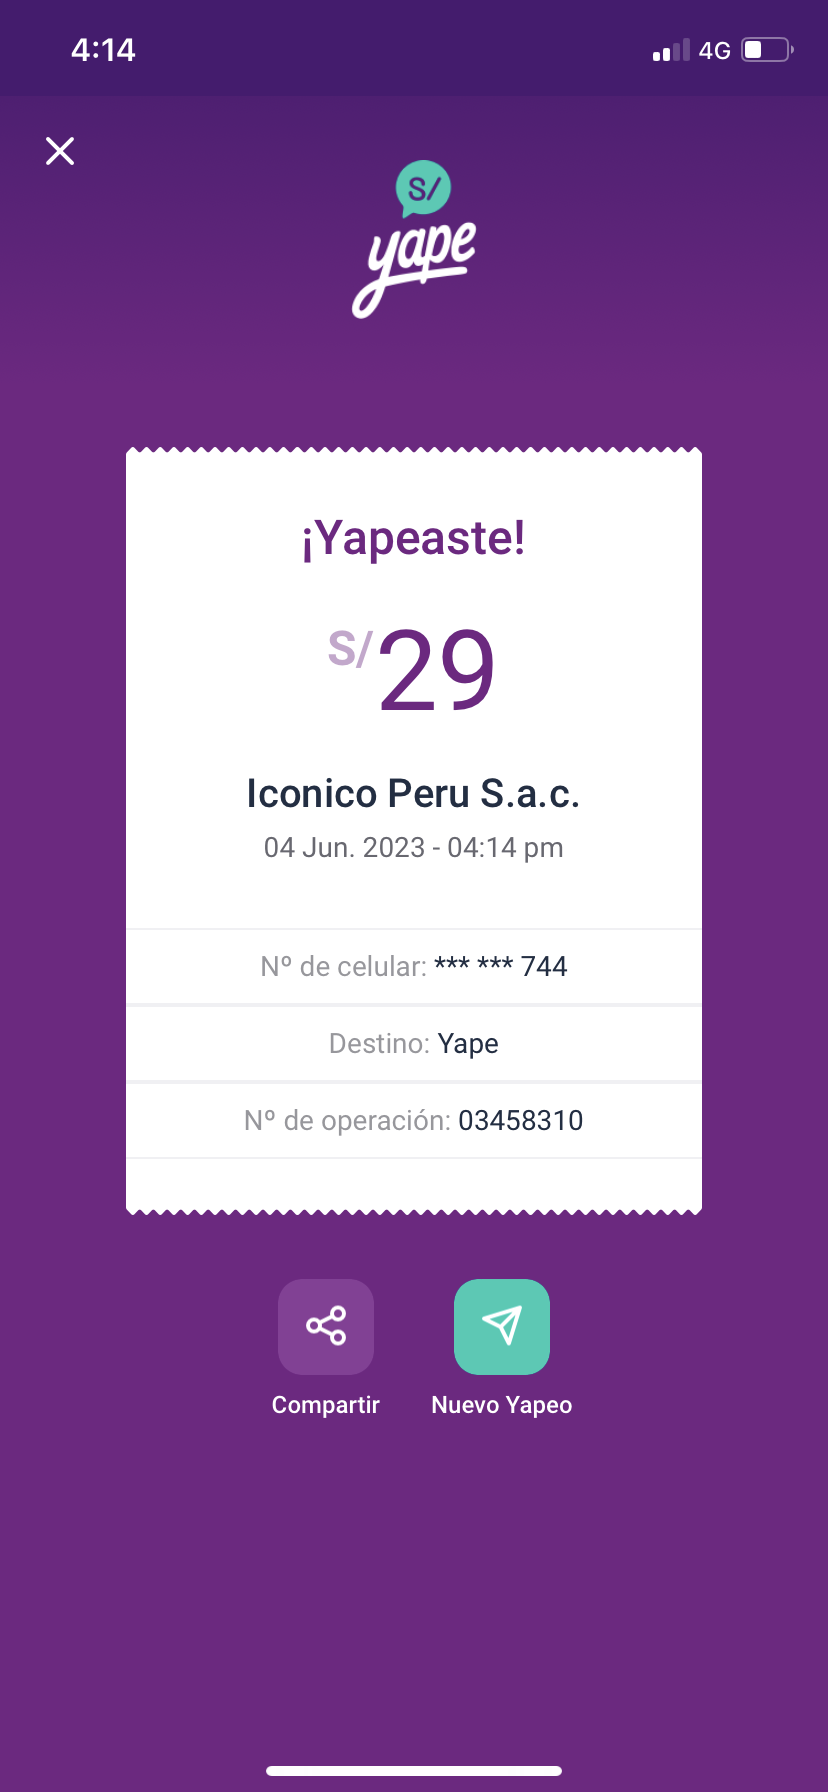 4:14
4G
S/
yape
¡Yapeaste!
S/29
Iconico Peru S.a.c.
04 Jun. 2023 - 04:14 pm
Nº de celular: *** *** 744
Destino: Yape
Nº de operación: 03458310
Compartir
Nuevo Yapeo